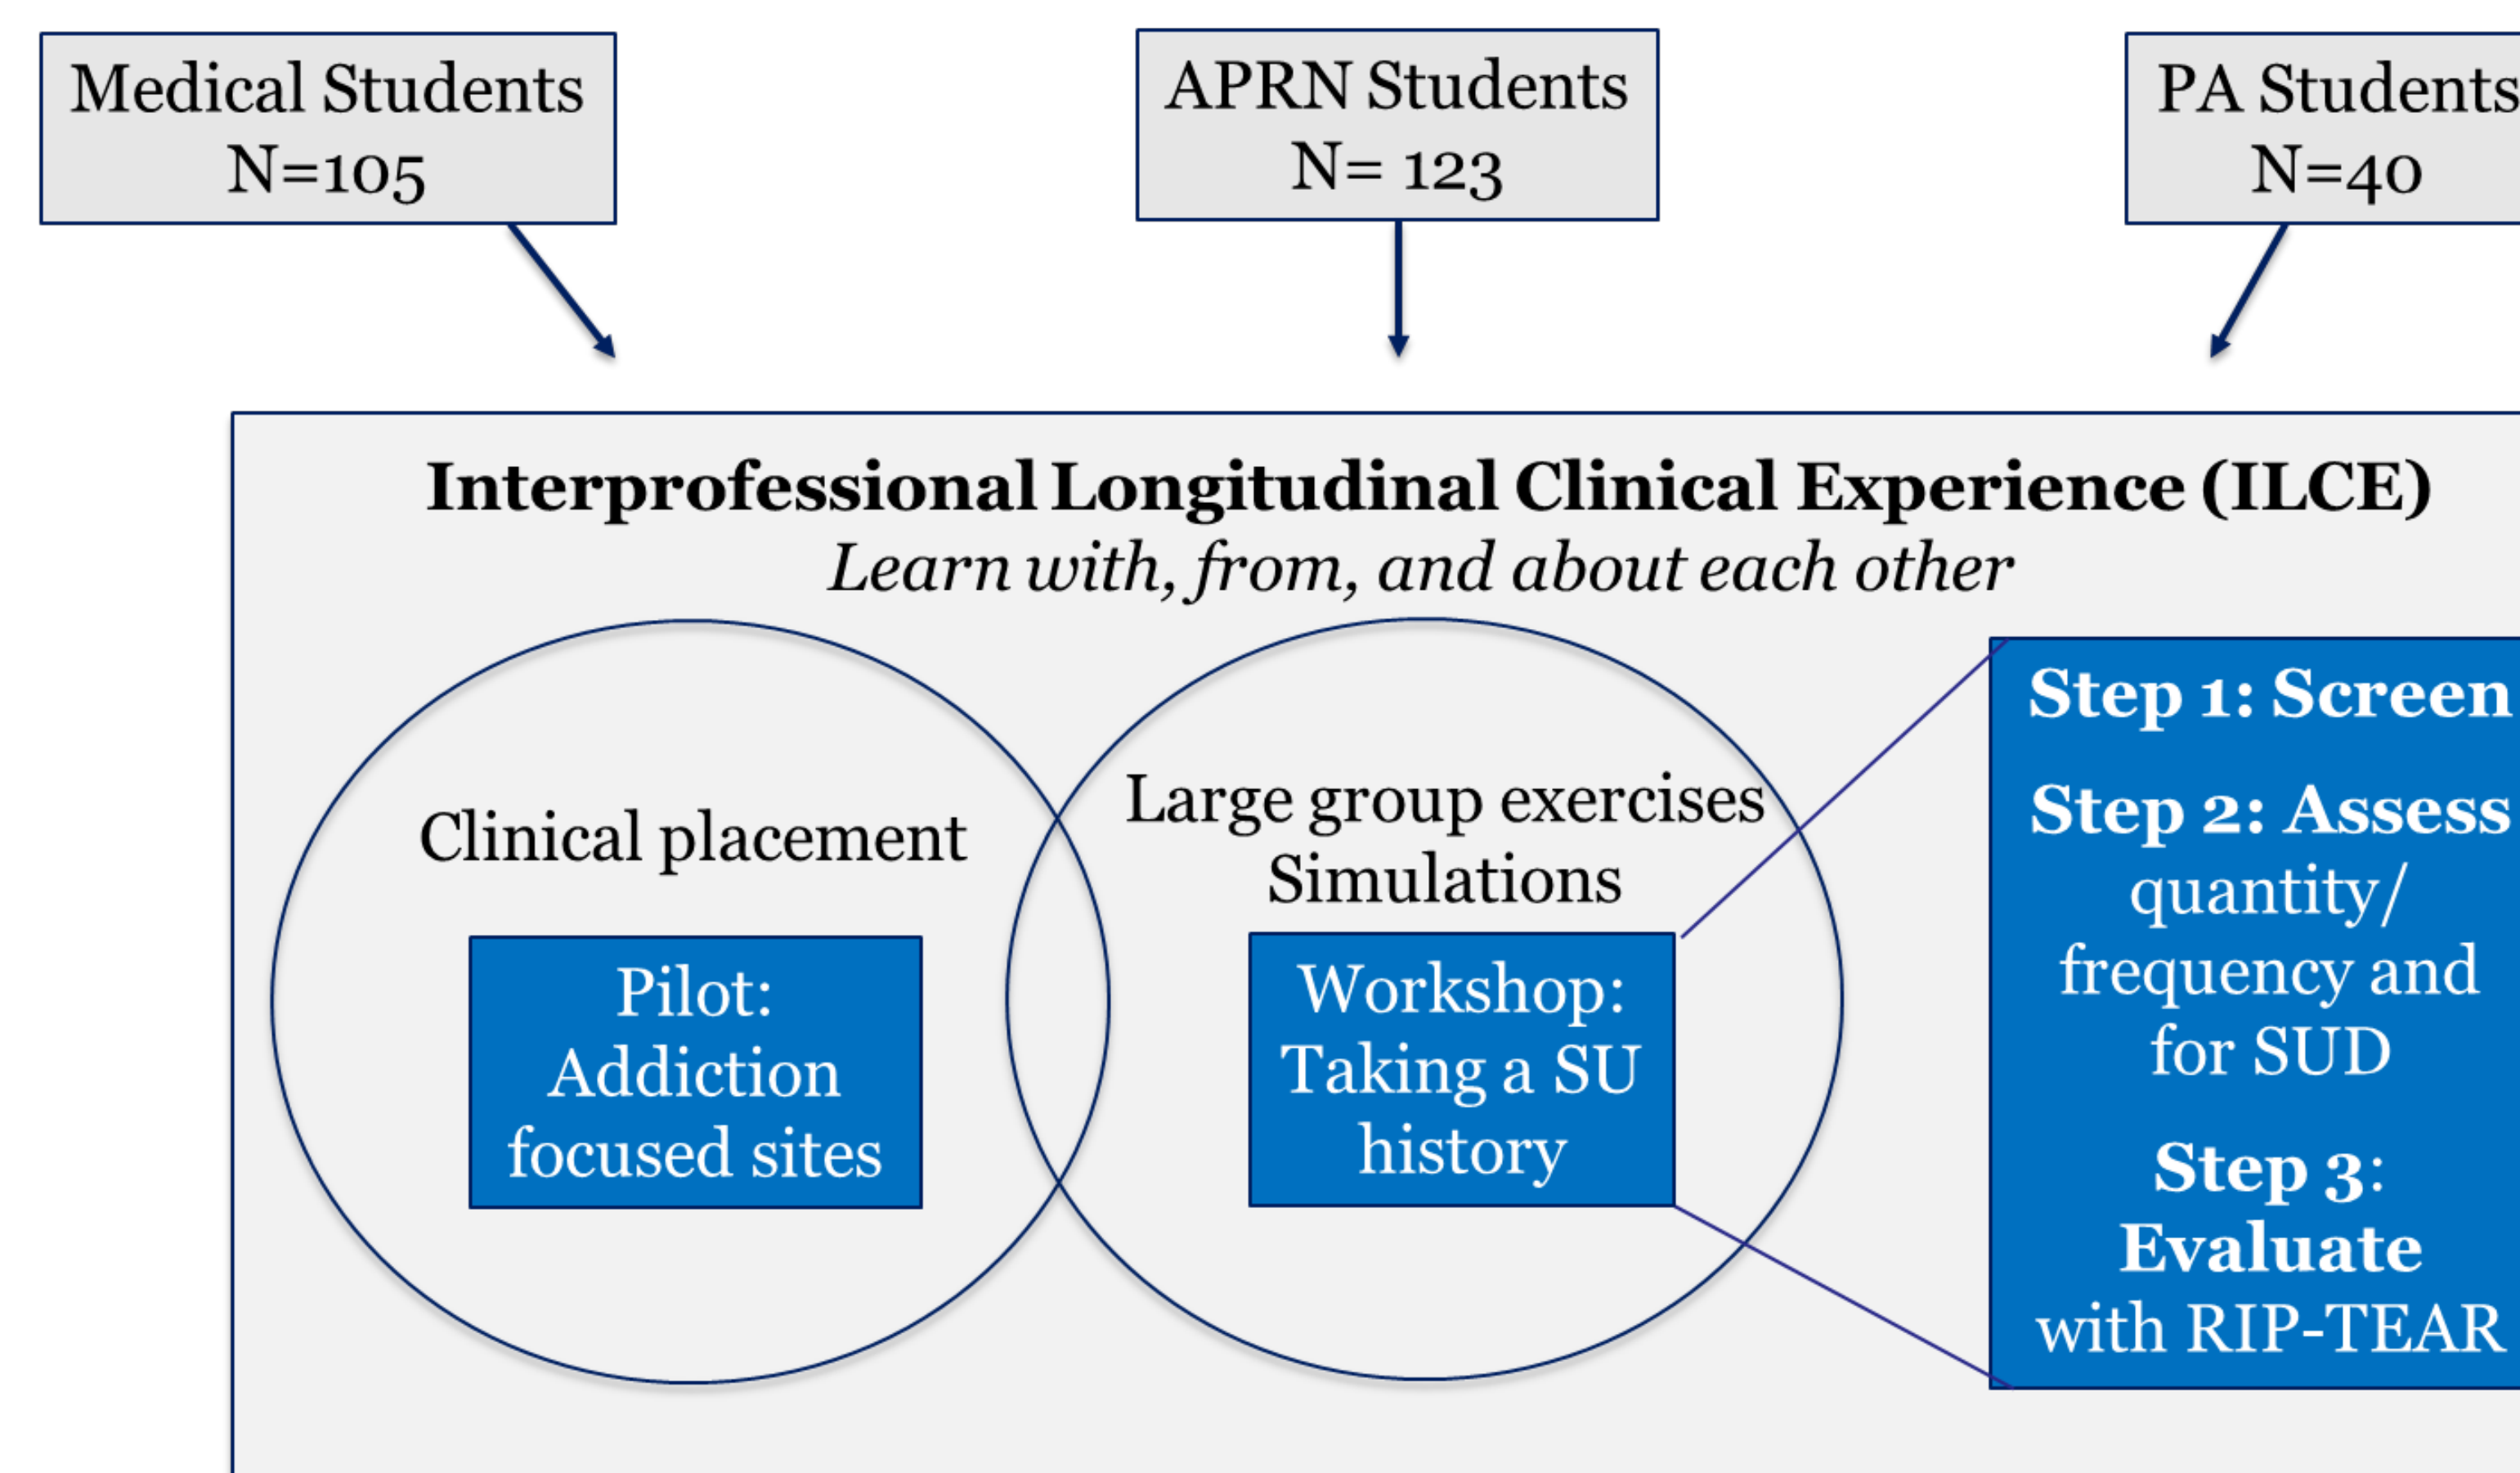 Medical Students
N=105
APRN Students
N= 123
PA Students
N=40
Interprofessional Longitudinal Clinical Experience (ILCE)
Learn with, from, and about each other
Clinical placement
Pilot:
Addiction
focused sites
Large group exercises
Simulations
Workshop:
Taking a SU
history
Step 1: Screen
Step 2: Assess
quantity/
frequency and
for SUD
Step 3:
Evaluate
with RIP-TEAR